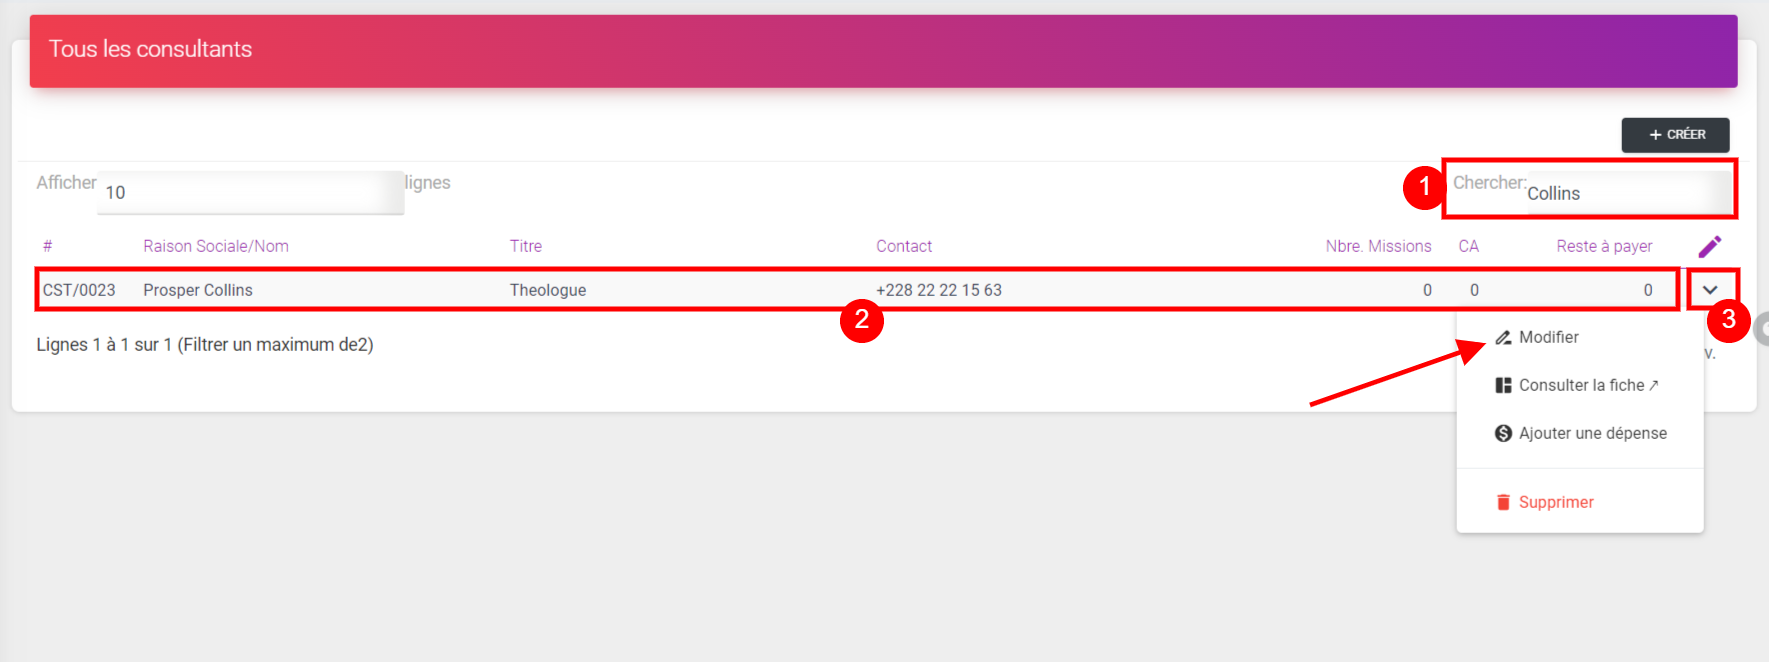 Tous les consultants
+ CRÉER
Afficher 10 lignes
1 Chercher: Collins
# Raison Sociale/Nom Titre Contact Nbre. Missions CA Reste à payer
CST/0023 Prosper Collins Theologue +228 22 22 15 63 0 0 0
2 3
Lignes 1 à 1 sur 1 (Filtrer un maximum de2)
v.
Modifier
Consulter la fiche ↗
Ajouter une dépense
Supprimer